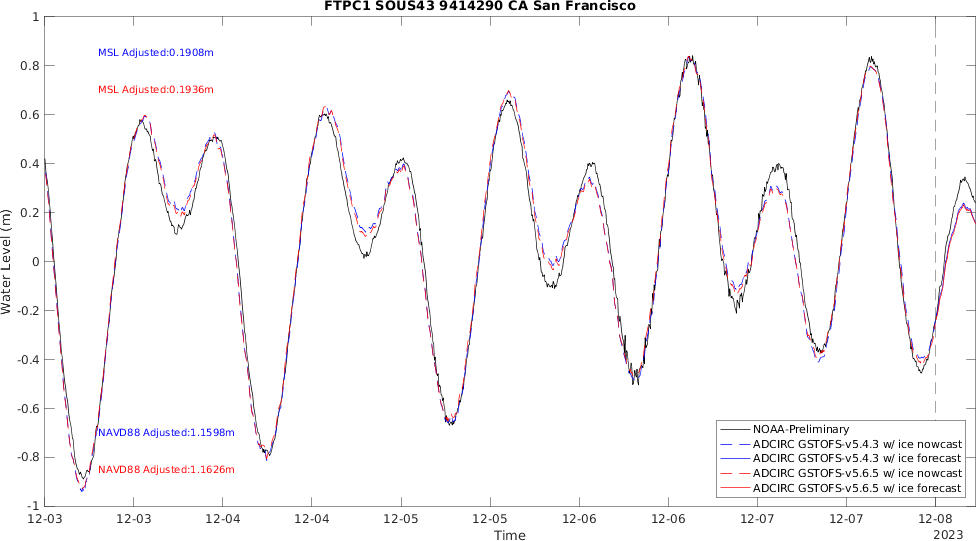 FTPC1 SOUS43 9414290 CA San Francisco
1
0.8
0.6
0.4
0.2
0
-0.2
-0.4
-0.6
-0.8
-1
Water Level (m)
MSL Adjusted:0.1908m
MSL Adjusted:0.1936m
NAVD88 Adjusted:1.1598m
NAVD88 Adjusted:1.1626m
NOAA-Preliminary
ADCIRC GSTOFS-v5.4.3 w/ ice nowcast
ADCIRC GSTOFS-v5.4.3 w/ ice forecast
ADCIRC GSTOFS-v5.6.5 w/ ice nowcast
ADCIRC GSTOFS-v5.6.5 w/ ice forecast
12-03 12-03 12-04 12-04 12-05 12-05 12-06 12-06 12-07 12-07 12-08
2023
Time